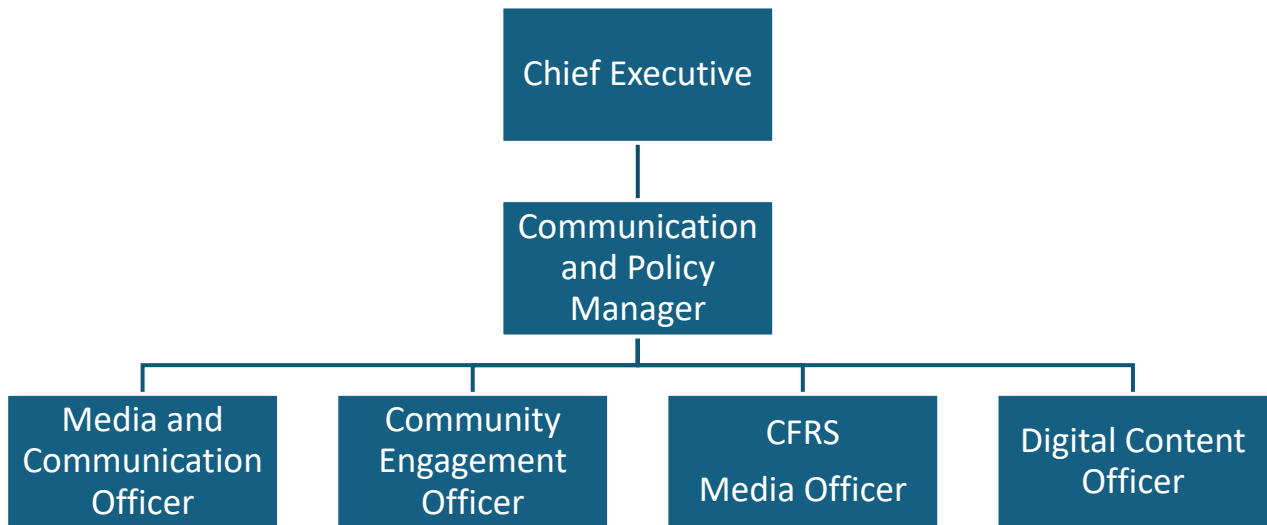 Chief Executive
Communication
and Policy
Manager
Media and
Communication
Officer
Community
Engagement
Officer
CFRS
Media Officer
Digital Content
Officer